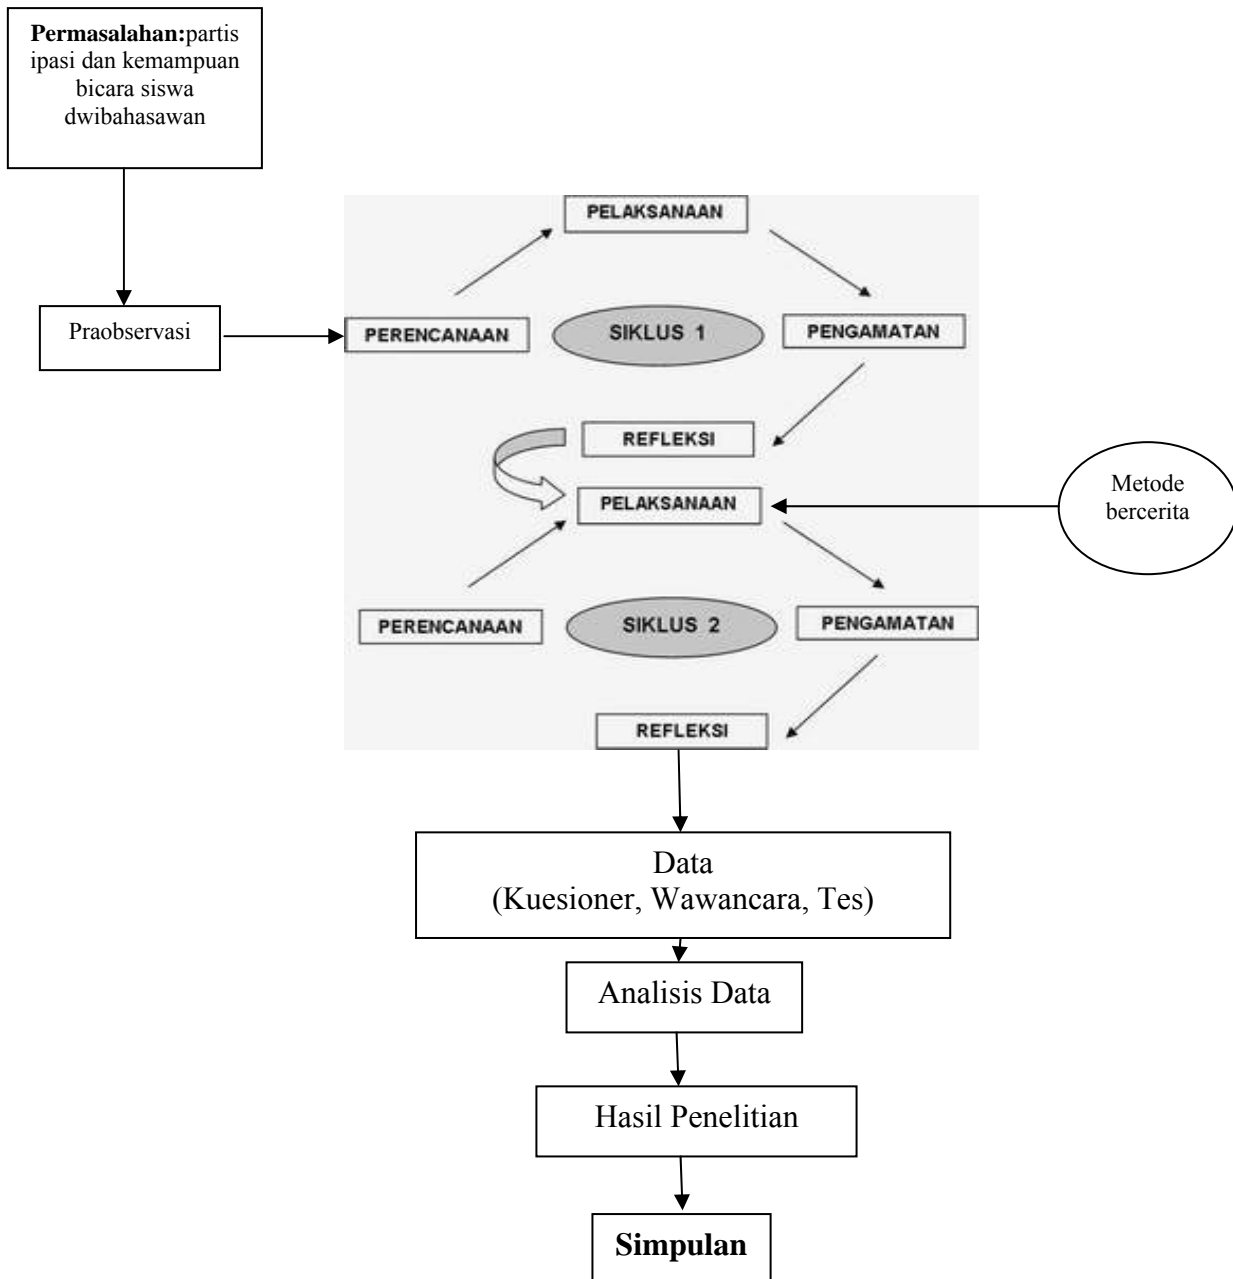 Permasalahan:partis
ipasi dan kemampuan
bicara siswa
dwibahasawan
PELAKSANAAN
Praobservasi
PERENCANAAN
SIKLUS 1
PENGAMATAN
REFLEKSI
PELAKSANAAN
Metode
bercerita
PERENCANAAN
SIKLUS 2
PENGAMATAN
REFLEKSI
Data
(Kuesioner, Wawancara, Tes)
Analisis Data
Hasil Penelitian
Simpulan